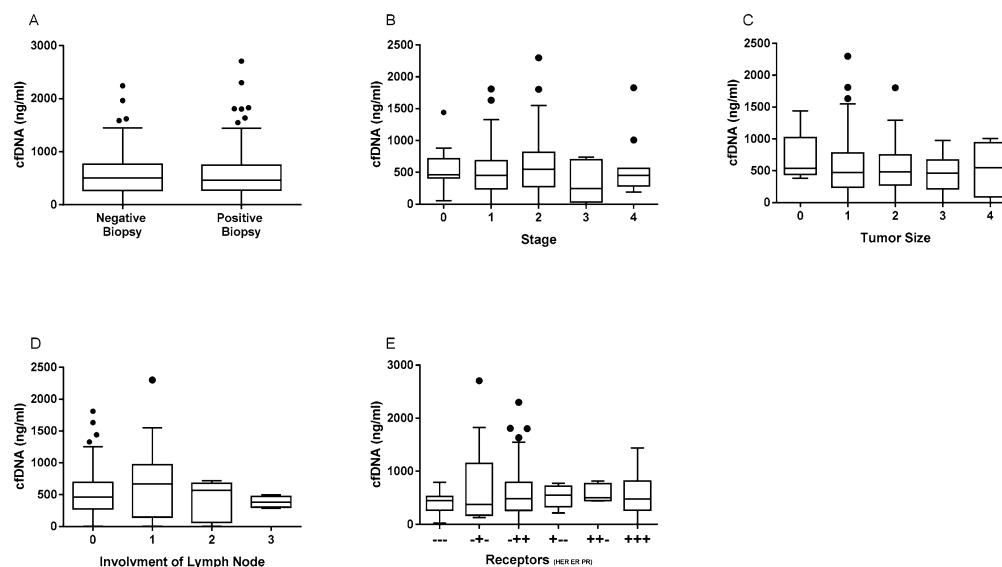 A
cfDNA (ng/ml)
3000
2000
1000
0
Negative
Biopsy
Positive
Biopsy
B
cfDNA (ng/ml)
2500
2000
1500
1000
500
0
0 1 2 3 4
Stage
C
cfDNA (ng/ml)
2500
2000
1500
1000
500
0
0 1 2 3 4
Tumor Size
D
cfDNA (ng/ml)
2500
2000
1500
1000
500
0
0 1 2 3
Involvment of Lymph Node
E
cfDNA (ng/ml)
3000
2000
1000
0
--- -+- -++ +-- ++- +++
Receptors (HER ER PR)